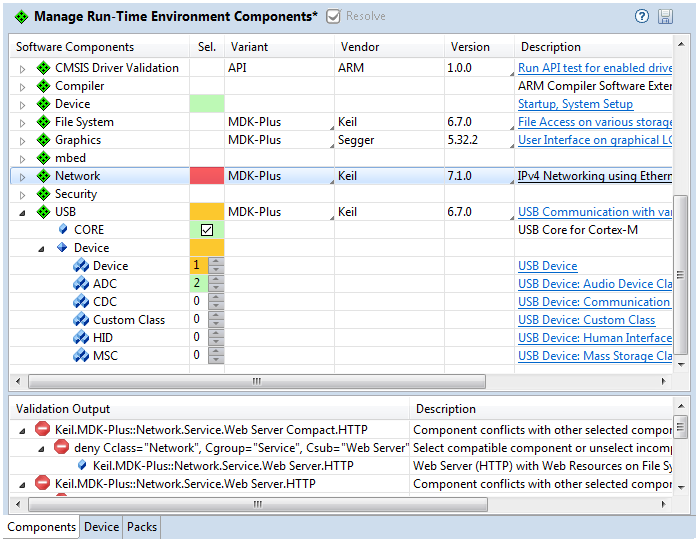 Manage Run-Time Environment Components* Resolve
Software Components Sel. Variant Vendor Version Description
CMSIS Driver Validation API ARM 1.0.0 Run API test for enabled drive
Compiler ARM Compiler Software Exter
Device Startup, System Setup
File System MDK-Plus Keil 6.7.0 File Access on various storage
Graphics MDK-Plus Segger 5.32.2 User Interface on graphical LC
mbed
Network MDK-Plus Keil 7.1.0 IPv4 Networking using Ethern
Security
USB MDK-Plus Keil 6.7.0 USB Communication with vari
CORE USB Core for Cortex-M
Device
Device 1 USB Device
ADC 2 USB Device: Audio Device Cla
CDC 0 USB Device: Communication
Custom Class 0 USB Device: Custom Class
HID 0 USB Device: Human Interface
MSC 0 USB Device: Mass Storage Cla
Validation Output Description
Keil.MDK-Plus::Network.Service.Web Server Compact.HTTP Component conflicts with other selected compor
deny Cclass="Network", Cgroup="Service", Csub="Web Server" Select compatible component or unselect incomp
Keil.MDK-Plus::Network.Service.Web Server.HTTP Web Server (HTTP) with Web Resources on File Sy
Keil.MDK-Plus::Network.Service.Web Server.HTTP Component conflicts with other selected compor
Components Device Packs